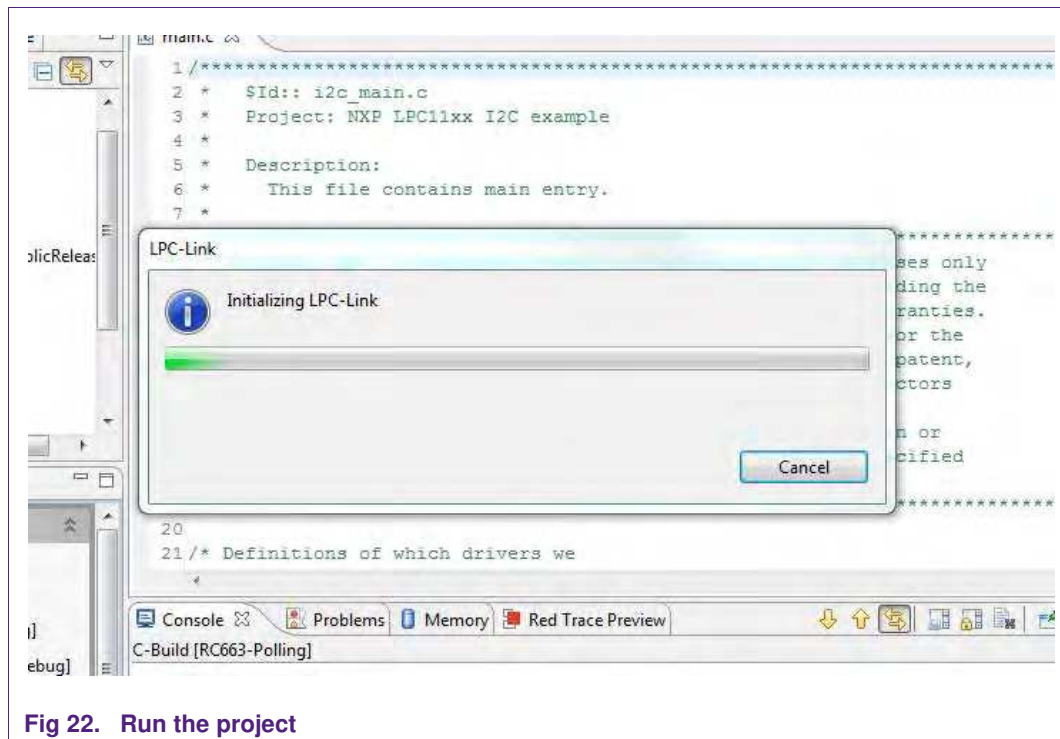 main.c
1 /*****************************************************************************
2 *   $Id:: i2c_main.c
3 *   Project: NXP LPC11xx I2C example
4 *
5 *   Description:
6 *     This file contains main entry.
7 *
olicReleas
LPC-Link
Initializing LPC-Link
Cancel
**************
ses only
ding the
ranties.
or the
patent,
ctors
n or
cified
**************
20
21 /* Definitions of which drivers we
Console
Problems
Memory
Red Trace Preview
C-Build [RC663-Polling]
ebug]
Fig 22. Run the project